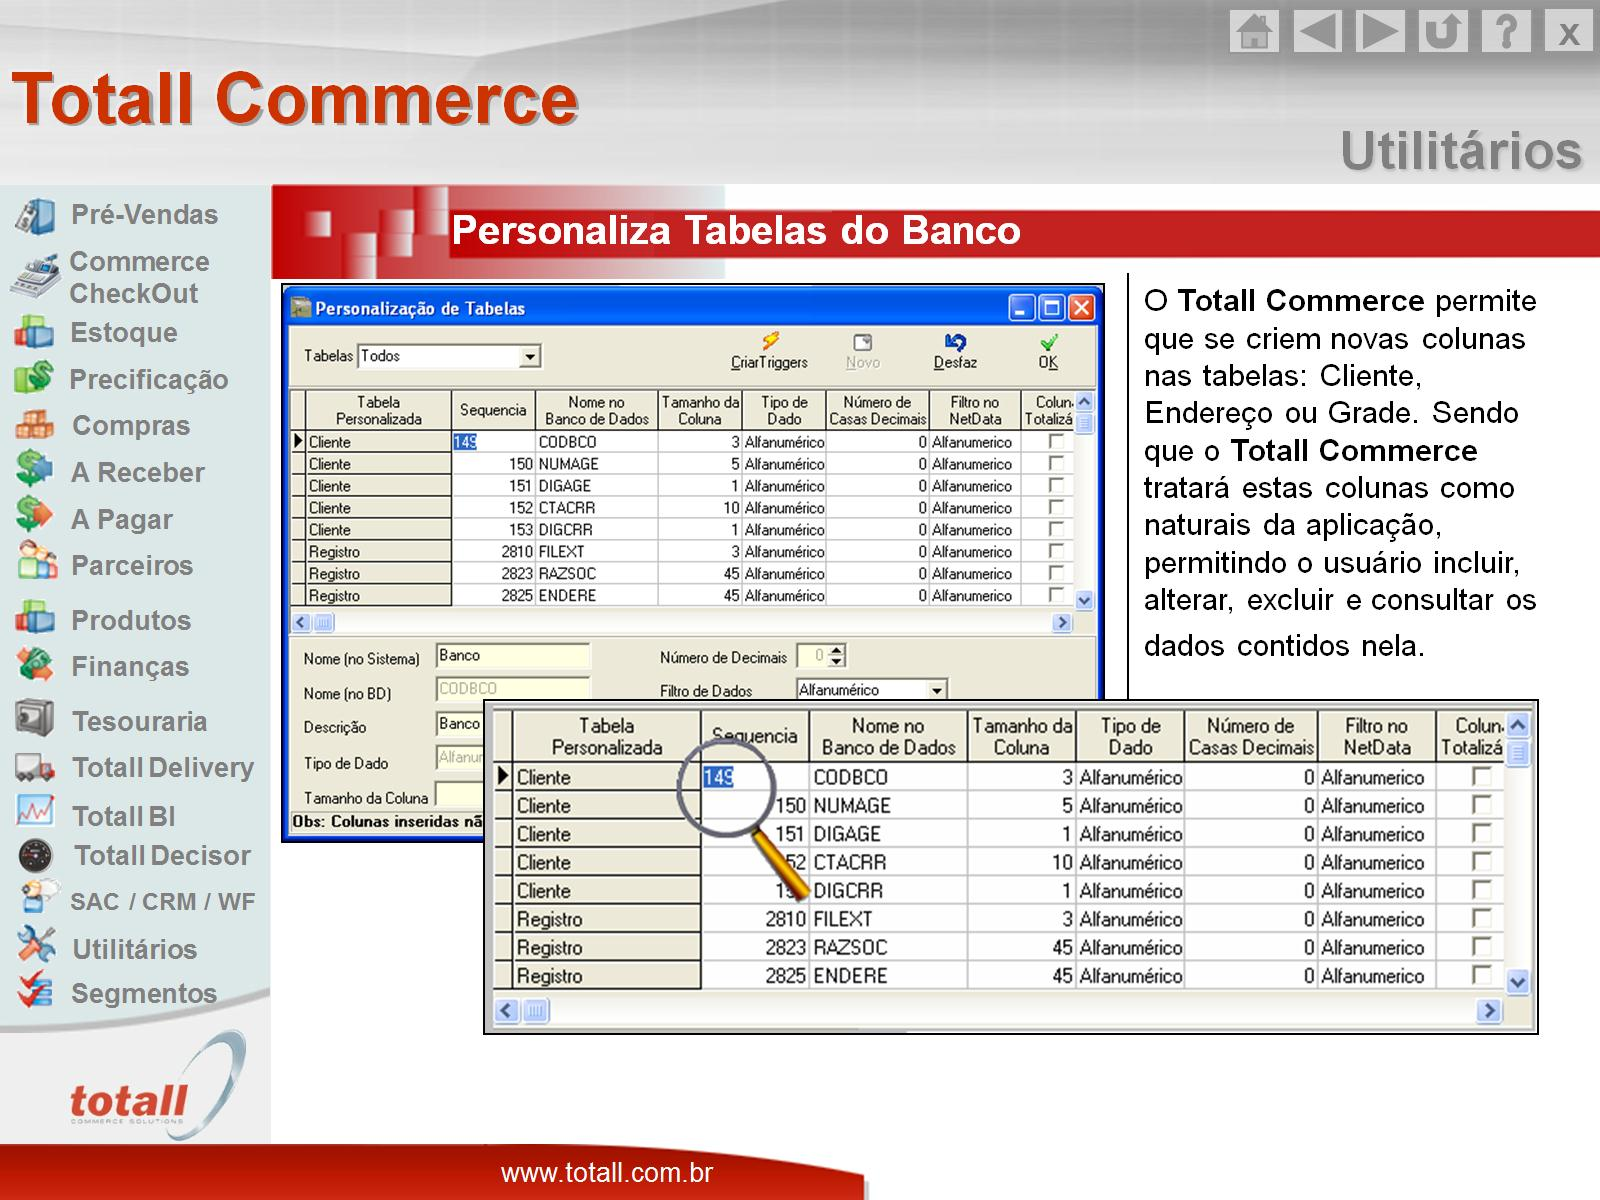 Totall Commerce
Utilitários
? x
Pré-Vendas
Commerce
CheckOut
Estoque
Precificação
Compras
A Receber
A Pagar
Parceiros
Produtos
Finanças
Tesouraria
Totall Delivery
Totall BI
Totall Decisor
SAC / CRM / WF
Utilitários
Segmentos
totall
COMMERCE SOLUTIONS
Personaliza Tabelas do Banco
Personalização de Tabelas
Tabelas Todos
CriarTriggers Novo Desfaz OK
Tabela Personalizada Sequencia Nome no Banco de Dados Tamanho da Coluna Tipo de Dado Número de Casas Decimais Filtro no NetData Colun Totalizá
Cliente 149 CODBCO 3 Alfanumérico 0 Alfanumerico
Cliente 150 NUMAGE 5 Alfanumérico 0 Alfanumerico
Cliente 151 DIGAGE 1 Alfanumérico 0 Alfanumerico
Cliente 152 CTACRR 10 Alfanumérico 0 Alfanumerico
Cliente 153 DIGCRR 1 Alfanumérico 0 Alfanumerico
Registro 2810 FILEXT 3 Alfanumérico 0 Alfanumerico
Registro 2823 RAZSOC 45 Alfanumérico 0 Alfanumerico
Registro 2825 ENDERE 45 Alfanumérico 0 Alfanumerico
Nome (no Sistema) Banco Número de Decimais 0
Nome (no BD) CODBCO Filtro de Dados Alfanumérico
Descrição Banco
Tipo de Dado Alfanur
Tamanho da Coluna
Obs: Colunas inseridas nã
O Totall Commerce permite
que se criem novas colunas
nas tabelas: Cliente,
Endereço ou Grade. Sendo
que o Totall Commerce
tratará estas colunas como
naturais da aplicação,
permitindo o usuário incluir,
alterar, excluir e consultar os
dados contidos nela.
Tabela Personalizada Sequencia Nome no Banco de Dados Tamanho da Coluna Tipo de Dado Número de Casas Decimais Filtro no NetData Colun Totalizá
Cliente 149 CODBCO 3 Alfanumérico 0 Alfanumerico
Cliente 150 NUMAGE 5 Alfanumérico 0 Alfanumerico
Cliente 151 DIGAGE 1 Alfanumérico 0 Alfanumerico
Cliente 52 CTACRR 10 Alfanumérico 0 Alfanumerico
Cliente DIGCRR 1 Alfanumérico 0 Alfanumerico
Registro 2810 FILEXT 3 Alfanumérico 0 Alfanumerico
Registro 2823 RAZSOC 45 Alfanumérico 0 Alfanumerico
Registro 2825 ENDERE 45 Alfanumérico 0 Alfanumerico
www.totall.com.br